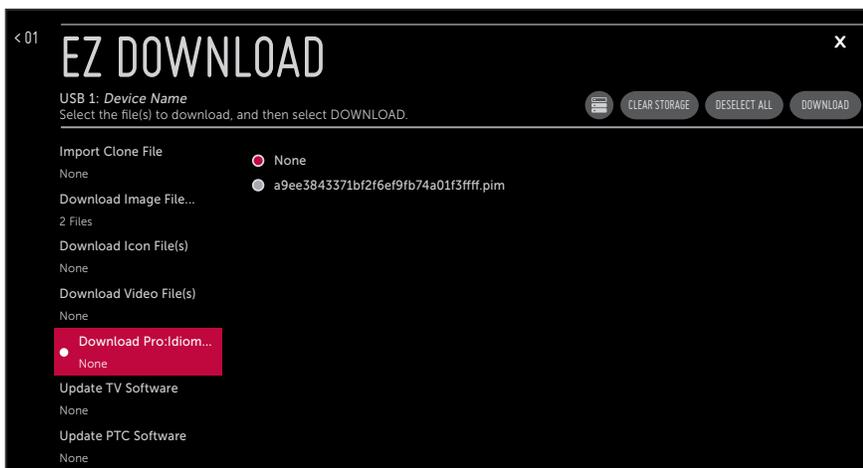 < 01
EZ DOWNLOAD
X
USB 1: Device Name
Select the file(s) to download, and then select DOWNLOAD.
CLEAR STORAGE
DESELECT ALL
DOWNLOAD
Import Clone File
None
Download Image File...
2 Files
Download Icon File(s)
None
Download Video File(s)
None
Download Pro:Idiom...
None
Update TV Software
None
Update PTC Software
None
None
a9ee3843371bf2f6ef9fb74a01f3ffff.pim